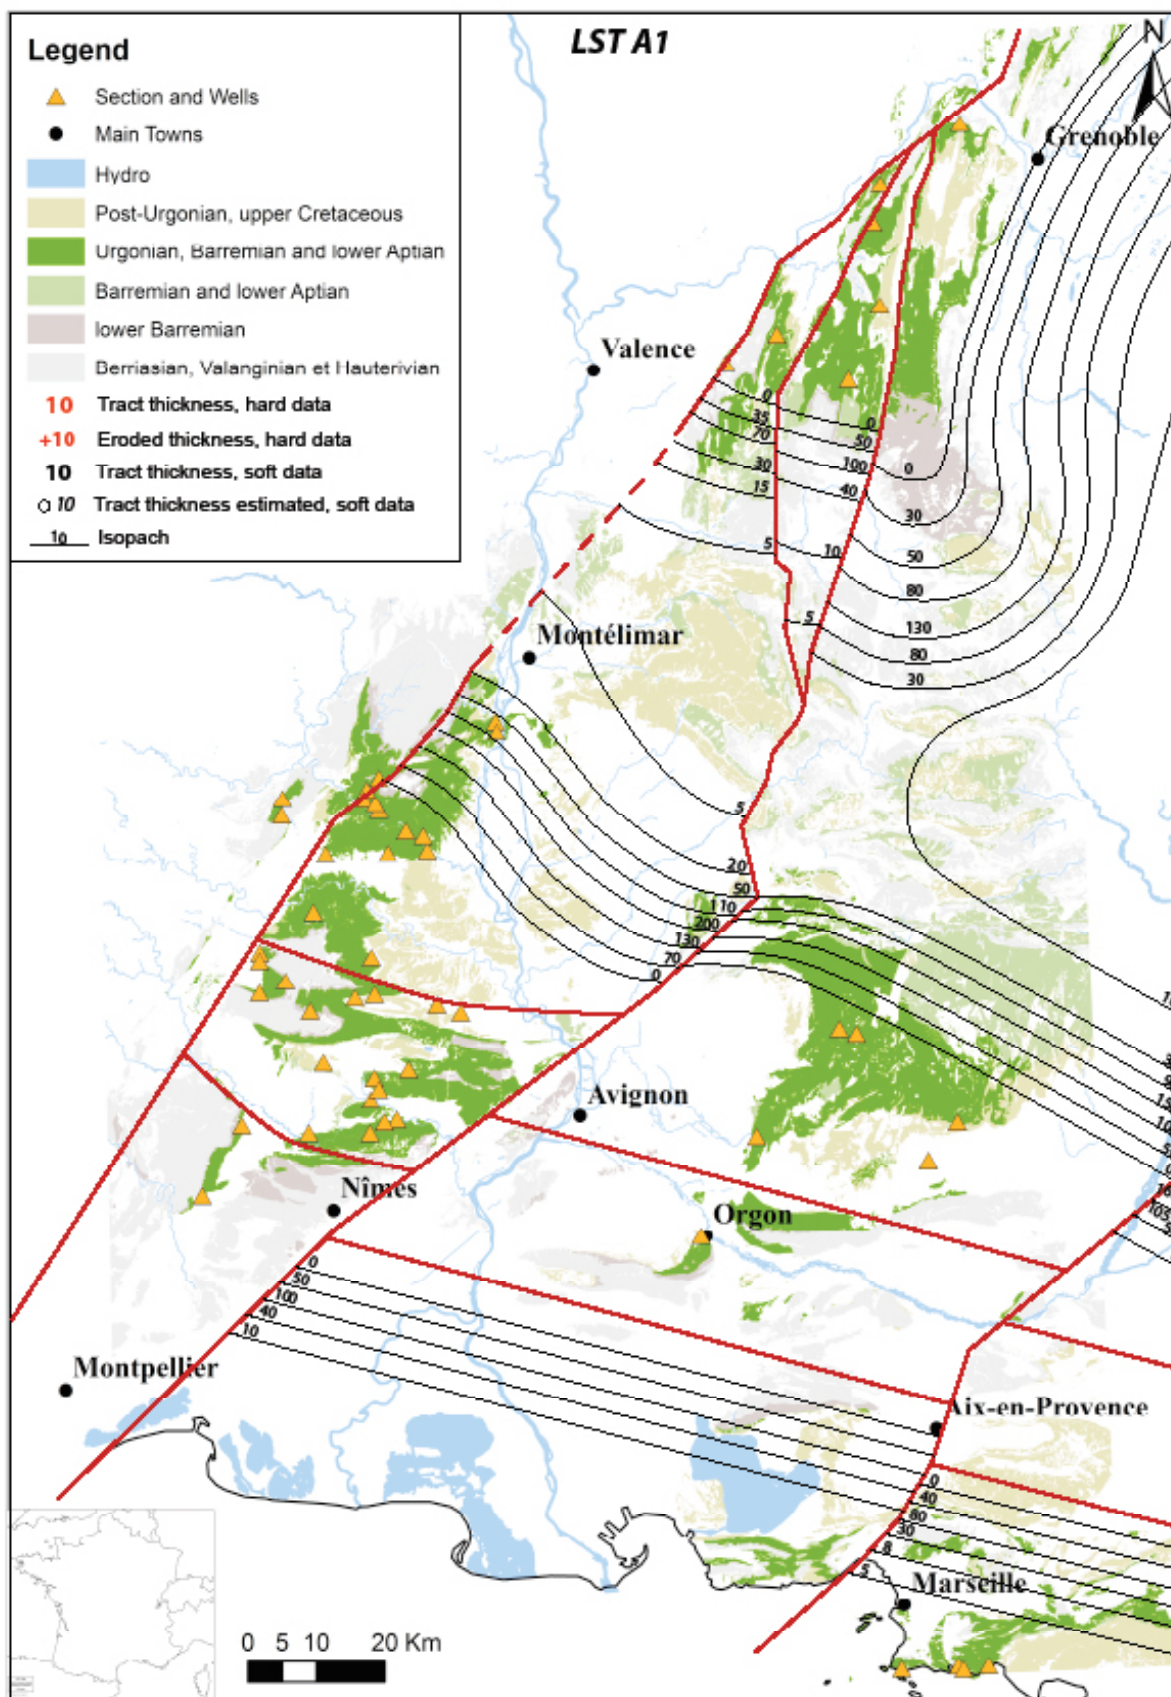 LST A1
N
Legend
Section and Wells
Main Towns
Hydro
Post-Urgonian, upper Cretaceous
Urgonian, Barremian and lower Aptian
Barremian and lower Aptian
lower Barremian
Berriasian, Valanginian et Hauterivian
10 Tract thickness, hard data
+10 Eroded thickness, hard data
10 Tract thickness, soft data
10 Tract thickness estimated, soft data
10 Isopach
Grenoble
Valence
0
35
70
30
15
5
0
50
100
40
10
5
0
30
50
80
130
80
30
Montélimar
5
20
50
110
200
130
70
0
Avignon
Nîmes
Orgon
0
50
100
40
10
Montpellier
Aix-en-Provence
0
40
80
30
8
5
Marseille
0 5 10 20 Km